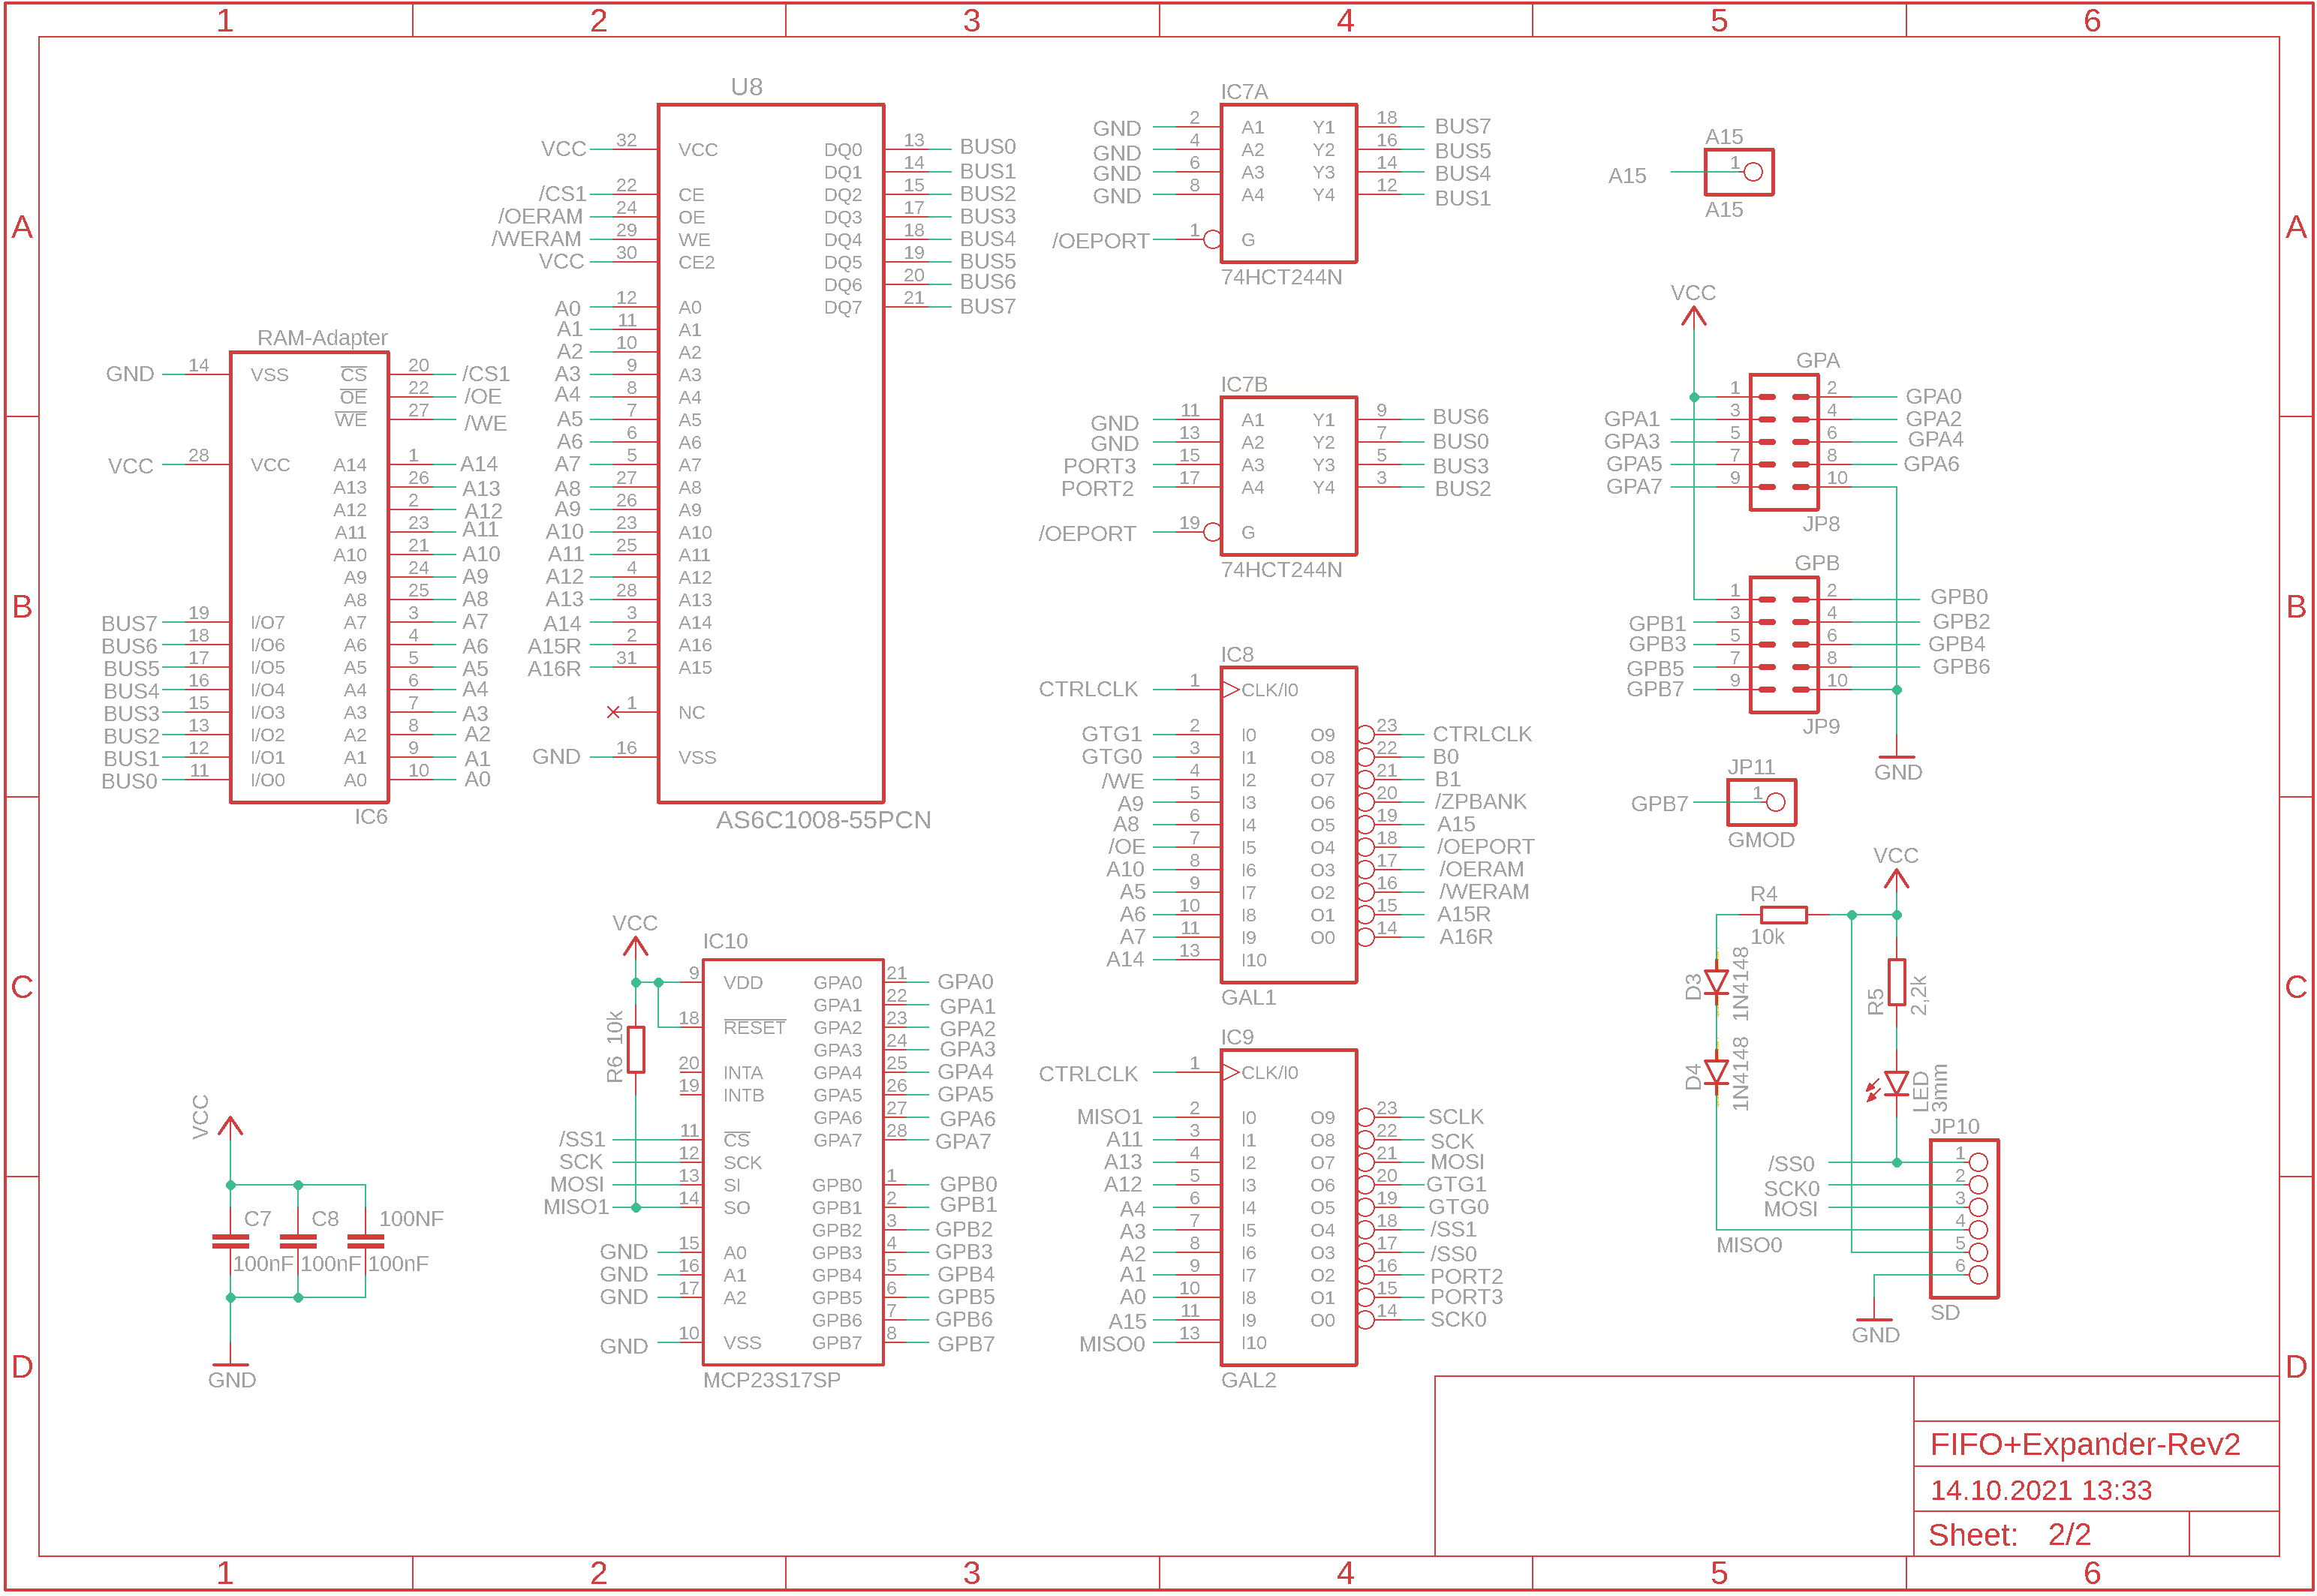 1 2 3 4 5 6
A
B
C
D
RAM-Adapter
GND 14 VSS CS 20 /CS1
OE 22 /OE
WE 27 /WE
VCC 28 VCC A14 1 A14
A13 26 A13
A12 2 A12
A11 23 A11
A10 21 A10
A9 24 A9
A8 25 A8
BUS7 19 I/O7 A7 3 A7
BUS6 18 I/O6 A6 4 A6
BUS5 17 I/O5 A5 5 A5
BUS4 16 I/O4 A4 6 A4
BUS3 15 I/O3 A3 7 A3
BUS2 13 I/O2 A2 8 A2
BUS1 12 I/O1 A1 9 A1
BUS0 11 I/O0 A0 10 A0
IC6
U8
VCC 32 VCC DQ0 13 BUS0
DQ1 14 BUS1
/CS1 22 CE DQ2 15 BUS2
/OERAM 24 OE DQ3 17 BUS3
/WERAM 29 WE DQ4 18 BUS4
VCC 30 CE2 DQ5 19 BUS5
DQ6 20 BUS6
A0 12 A0 DQ7 21 BUS7
A1 11 A1
A2 10 A2
A3 9 A3
A4 8 A4
A5 7 A5
A6 6 A6
A7 5 A7
A8 27 A8
A9 26 A9
A10 23 A10
A11 25 A11
A12 4 A12
A13 28 A13
A14 3 A14
A15R 2 A16
A16R 31 A15
1 NC
GND 16 VSS
AS6C1008-55PCN
IC7A
GND 2 A1 Y1 18 BUS7
GND 4 A2 Y2 16 BUS5
GND 6 A3 Y3 14 BUS4
GND 8 A4 Y4 12 BUS1
/OEPORT 1 G
74HCT244N
IC7B
GND 11 A1 Y1 9 BUS6
GND 13 A2 Y2 7 BUS0
PORT3 15 A3 Y3 5 BUS3
PORT2 17 A4 Y4 3 BUS2
/OEPORT 19 G
74HCT244N
IC8
CTRLCLK 1 CLK/I0
GTG1 2 I0 O9 23 CTRLCLK
GTG0 3 I1 O8 22 B0
/WE 4 I2 O7 21 B1
A9 5 I3 O6 20 /ZPBANK
A8 6 I4 O5 19 A15
/OE 7 I5 O4 18 /OEPORT
A10 8 I6 O3 17 /OERAM
A5 9 I7 O2 16 /WERAM
A6 10 I8 O1 15 A15R
A7 11 I9 O0 14 A16R
A14 13 I10
GAL1
IC9
CTRLCLK 1 CLK/I0
MISO1 2 I0 O9 23 SCLK
A11 3 I1 O8 22 SCK
A13 4 I2 O7 21 MOSI
A12 5 I3 O6 20 GTG1
A4 6 I4 O5 19 GTG0
A3 7 I5 O4 18 /SS1
A2 8 I6 O3 17 /SS0
A1 9 I7 O2 16 PORT2
A0 10 I8 O1 15 PORT3
A15 11 I9 O0 14 SCK0
MISO0 13 I10
GAL2
VCC
IC10
R6 10k
9 VDD GPA0 21 GPA0
GPA1 22 GPA1
18 RESET GPA2 23 GPA2
GPA3 24 GPA3
20 INTA GPA4 25 GPA4
19 INTB GPA5 26 GPA5
GPA6 27 GPA6
/SS1 11 CS GPA7 28 GPA7
SCK 12 SCK
MOSI 13 SI GPB0 1 GPB0
MISO1 14 SO GPB1 2 GPB1
GPB2 3 GPB2
GND 15 A0 GPB3 4 GPB3
GND 16 A1 GPB4 5 GPB4
GND 17 A2 GPB5 6 GPB5
GPB6 7 GPB6
GND 10 VSS GPB7 8 GPB7
MCP23S17SP
VCC
C7 C8 100NF
100nF 100nF 100nF
GND
A15
A15 1
A15
VCC
GPA
1 2 GPA0
GPA1 3 4 GPA2
GPA3 5 6 GPA4
GPA5 7 8 GPA6
GPA7 9 10
JP8
GPB
1 2 GPB0
GPB1 3 4 GPB2
GPB3 5 6 GPB4
GPB5 7 8 GPB6
GPB7 9 10
JP9
GND
JP11
GPB7 1
GMOD
VCC
R4
10k
D3 1N4148
D4 1N4148
R5 2,2k
LED 3mm
JP10
/SS0 1
SCK0 2
MOSI 3
MISO0 4
5
6
SD
GND
FIFO+Expander-Rev2
14.10.2021 13:33
Sheet: 2/2
A
B
C
D
1 2 3 4 5 6